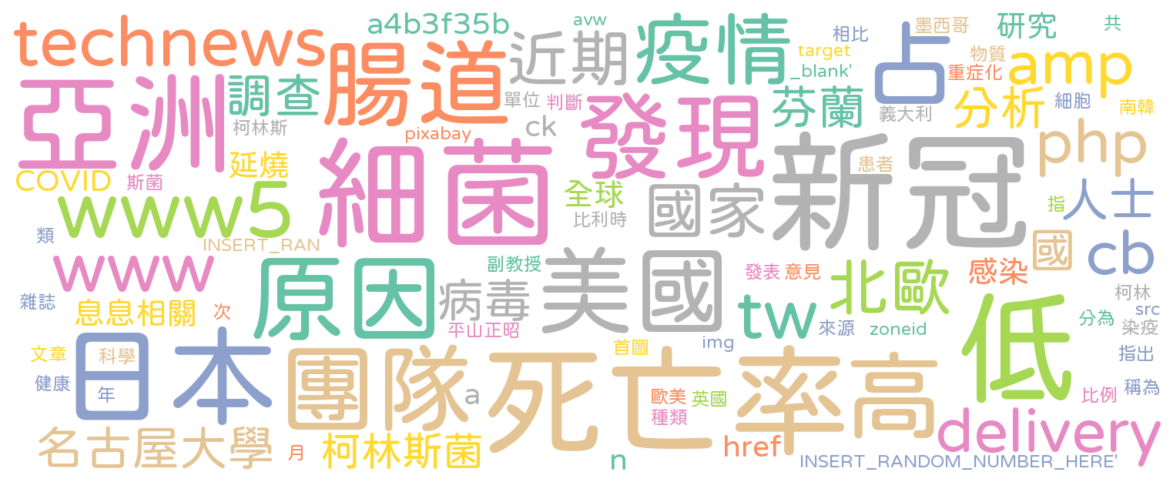 technews
a4b3f35b
avw
近期
疫情
相比
墨西哥
研究
共
亞洲
調查
腸道
單位
判斷
target
_blank'
占
物質
重症化
amp
柯林斯
pixabay
ck
發現
芬蘭
義大利
分析
細胞
南韓
COVID
斯菌
延燒
細菌
全球
比利時
國家
新冠
患者
php
www5
指
人士
類
INSERT_RAN
www
原因
副教授
病毒
美國
發表
意見
北歐
感染
國
cb
雜誌
息息相關
次
平山正昭
tw
來源
zoneid
低
柯林
src
分為
染疫
文章
科學
日本
首圖
img
指出
健康
年
團隊
a
死亡率
歐美
英國
種類
高
比例
稱為
名古屋大學
月
柯林斯菌
n
href
delivery
INSERT_RANDOM_NUMBER_HERE'